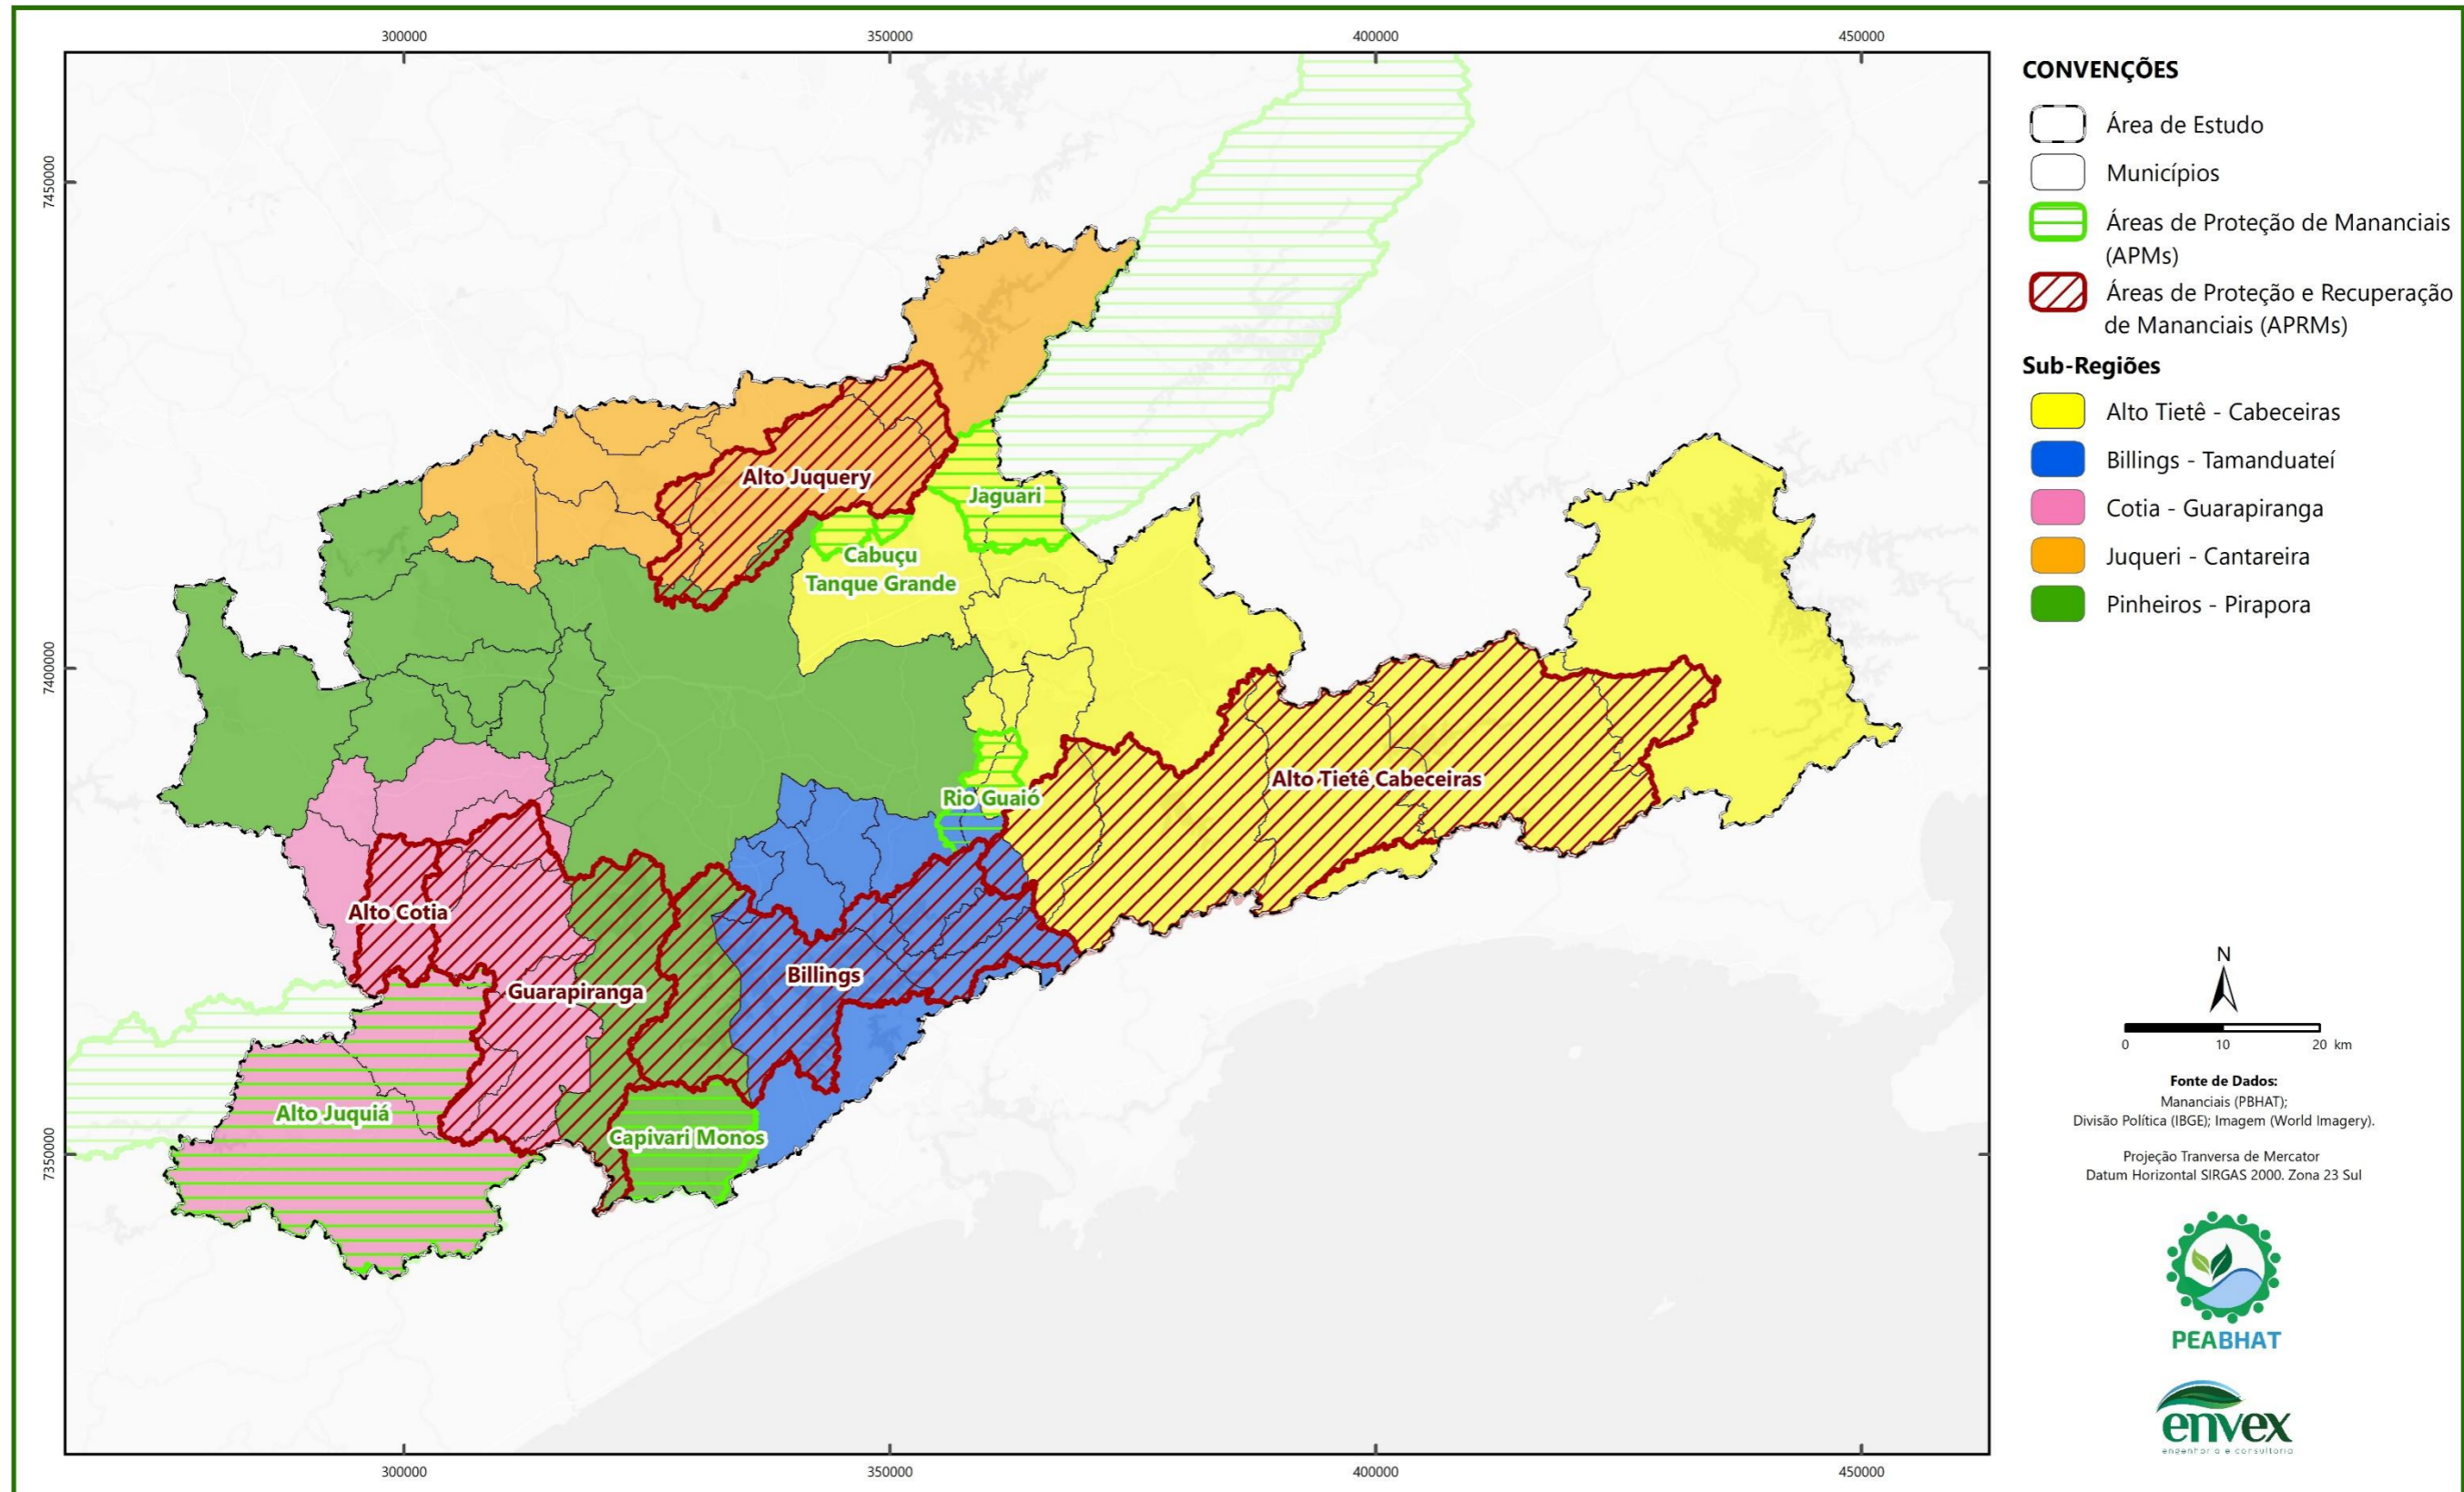 300000
350000
400000
450000
7450000
7400000
7350000
Alto Juquery
Jaguari
Cabuçu
Tanque Grande
Alto Tietê Cabeceiras
Rio Guaió
Alto Cotia
Billings
Guarapiranga
Alto Juquiá
Capivari Monos
300000
350000
400000
450000
CONVENÇÕES
Área de Estudo
Municípios
Áreas de Proteção de Mananciais
(APMs)
Áreas de Proteção e Recuperação
de Mananciais (APRMs)
Sub-Regiões
Alto Tietê - Cabeceiras
Billings - Tamanduateí
Cotia - Guarapiranga
Juqueri - Cantareira
Pinheiros - Pirapora
N
0 10 20 km
Fonte de Dados:
Mananciais (PBHAT);
Divisão Política (IBGE); Imagem (World Imagery).
Projeção Tranversa de Mercator
Datum Horizontal SIRGAS 2000. Zona 23 Sul
PEABHAT
envex
engenharia e consultoria